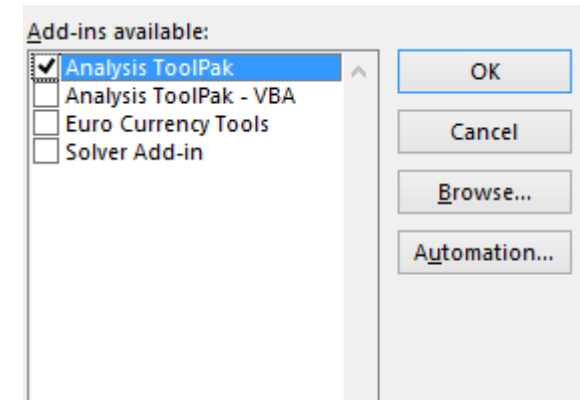 Add-ins available:
Analysis ToolPak
Analysis ToolPak - VBA
Euro Currency Tools
Solver Add-in
OK
Cancel
Browse...
Automation...